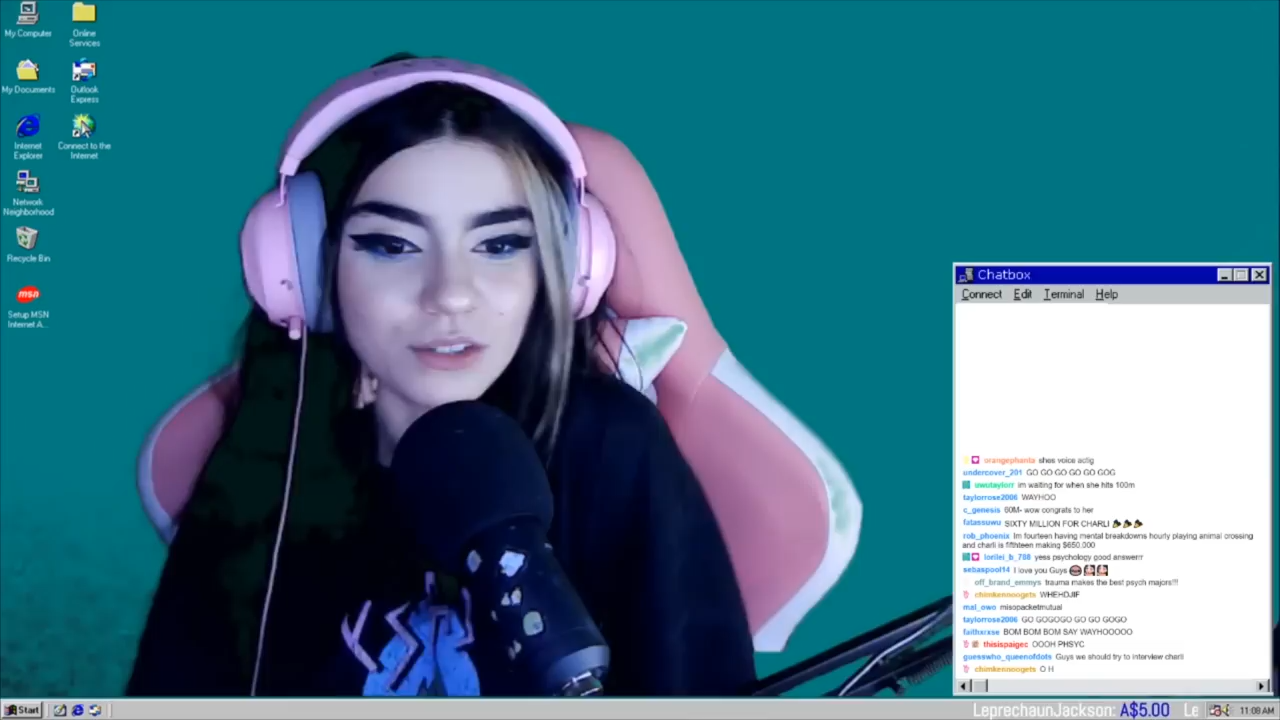 My Computer
Online
Services
My Documents
Outlook
Express
Internet
Explorer
Connect to the
Internet
Network
Neighborhood
Recycle Bin
msn
Setup MSN
Internet A...
Chatbox
Connect Edit Terminal Help
orangephanta shes voice actig
undercover_201 GO GO GO GO GO GOG
uwutaylorr im waiting for when she hits 100m
taylorrose2006 WAYHOO
c_genesis 60M- wow congrats to her
fatassuwu SIXTY MILLION FOR CHARLI
rob_phoenix Im fourteen having mental breakdowns hourly playing animal crossing
and charli is fifhteen making $650,000
lorilei_b_788 yess psychology good answerrr
sebaspool14 I love you Guys
off_brand_emmys trauma makes the best psych majors!!!
chimkennoogets WHEHDJIF
mal_owo misopacketmutual
taylorrose2006 GO GOGOGO GO GO GOGO
faithxrxse BOM BOM BOM SAY WAYHOOOOO
thisispaigec OOOH PHSYC
guesswho_queenofdots Guys we should try to interview charli
chimkennoogets O H
Start
LeprechaunJackson: A$5.00 Le
11:08 AM